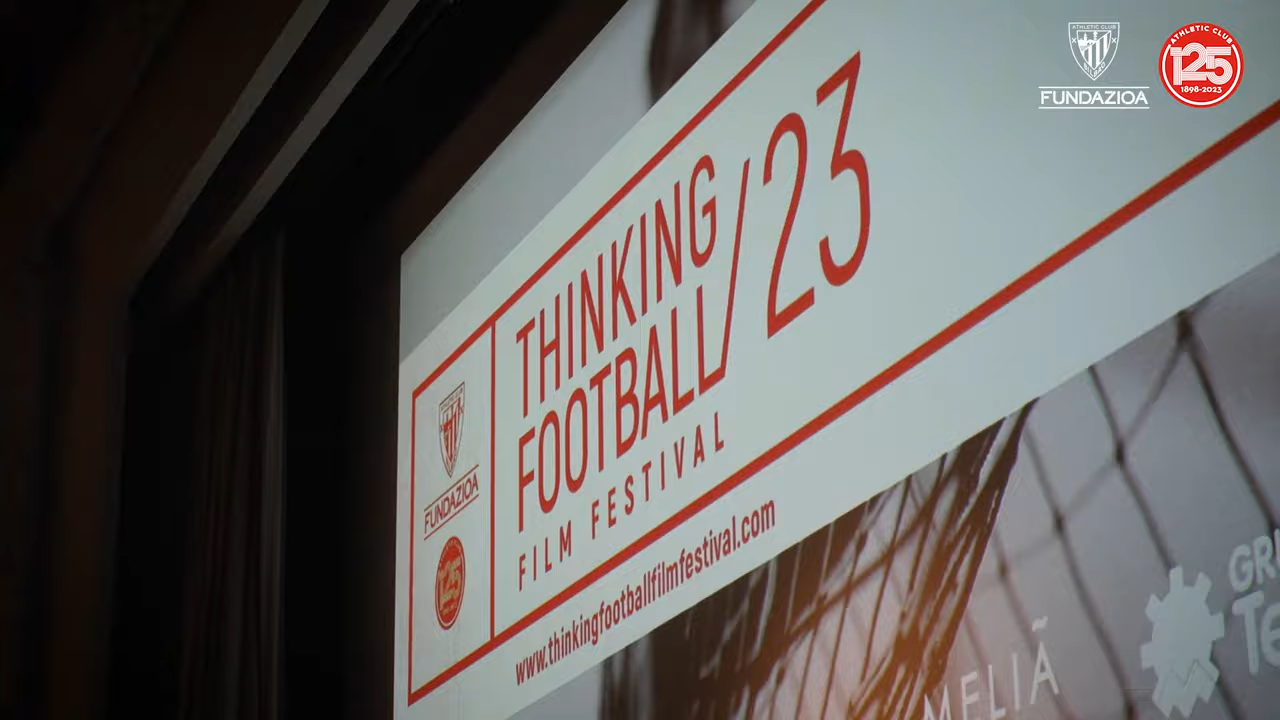 ATHLETIC CLUB
BILBAO
FUNDAZIOA
ATHLETIC CLUB
125
1898-2023
THINKING
FOOTBALL/23
FILM FESTIVAL
FUNDAZIOA
125
www.thinkingfootballfilmfestival.com
MELIÃ